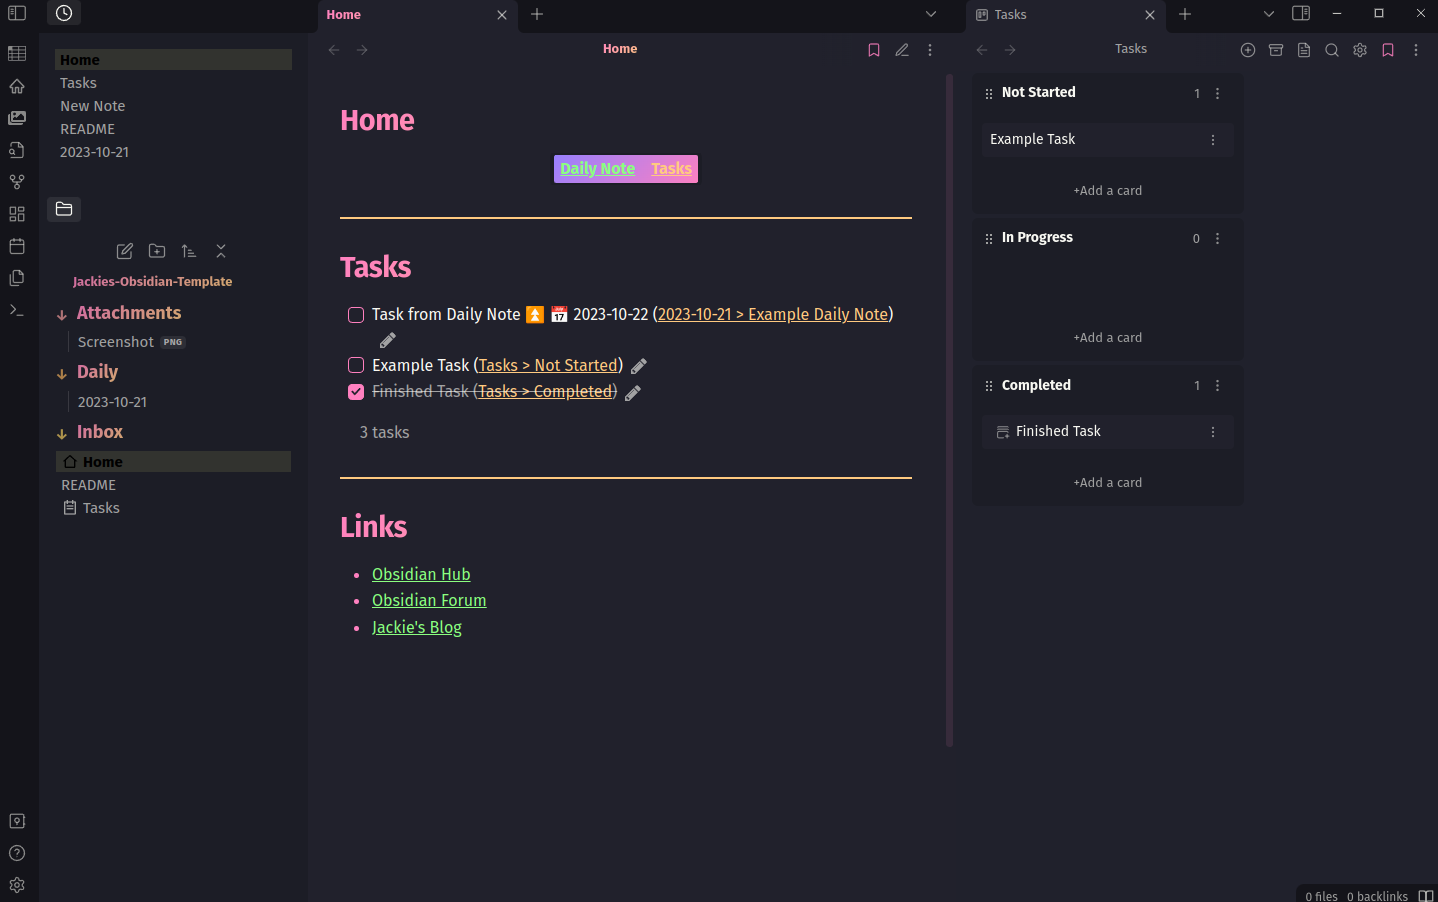 Home
Tasks
New Note
README
2023-10-21
Jackies-Obsidian-Template
Attachments
Screenshot PNG
Daily
2023-10-21
Inbox
Home
README
Tasks
Home
Home
Home
Daily Note Tasks
Tasks
Task from Daily Note ⏫ 📅 2023-10-22 (2023-10-21 > Example Daily Note)
Example Task (Tasks > Not Started)
Finished Task (Tasks > Completed)
3 tasks
Links
Obsidian Hub
Obsidian Forum
Jackie's Blog
Tasks
Tasks
Not Started 1
Example Task
+Add a card
In Progress 0
+Add a card
Completed 1
Finished Task
+Add a card
0 files 0 backlinks